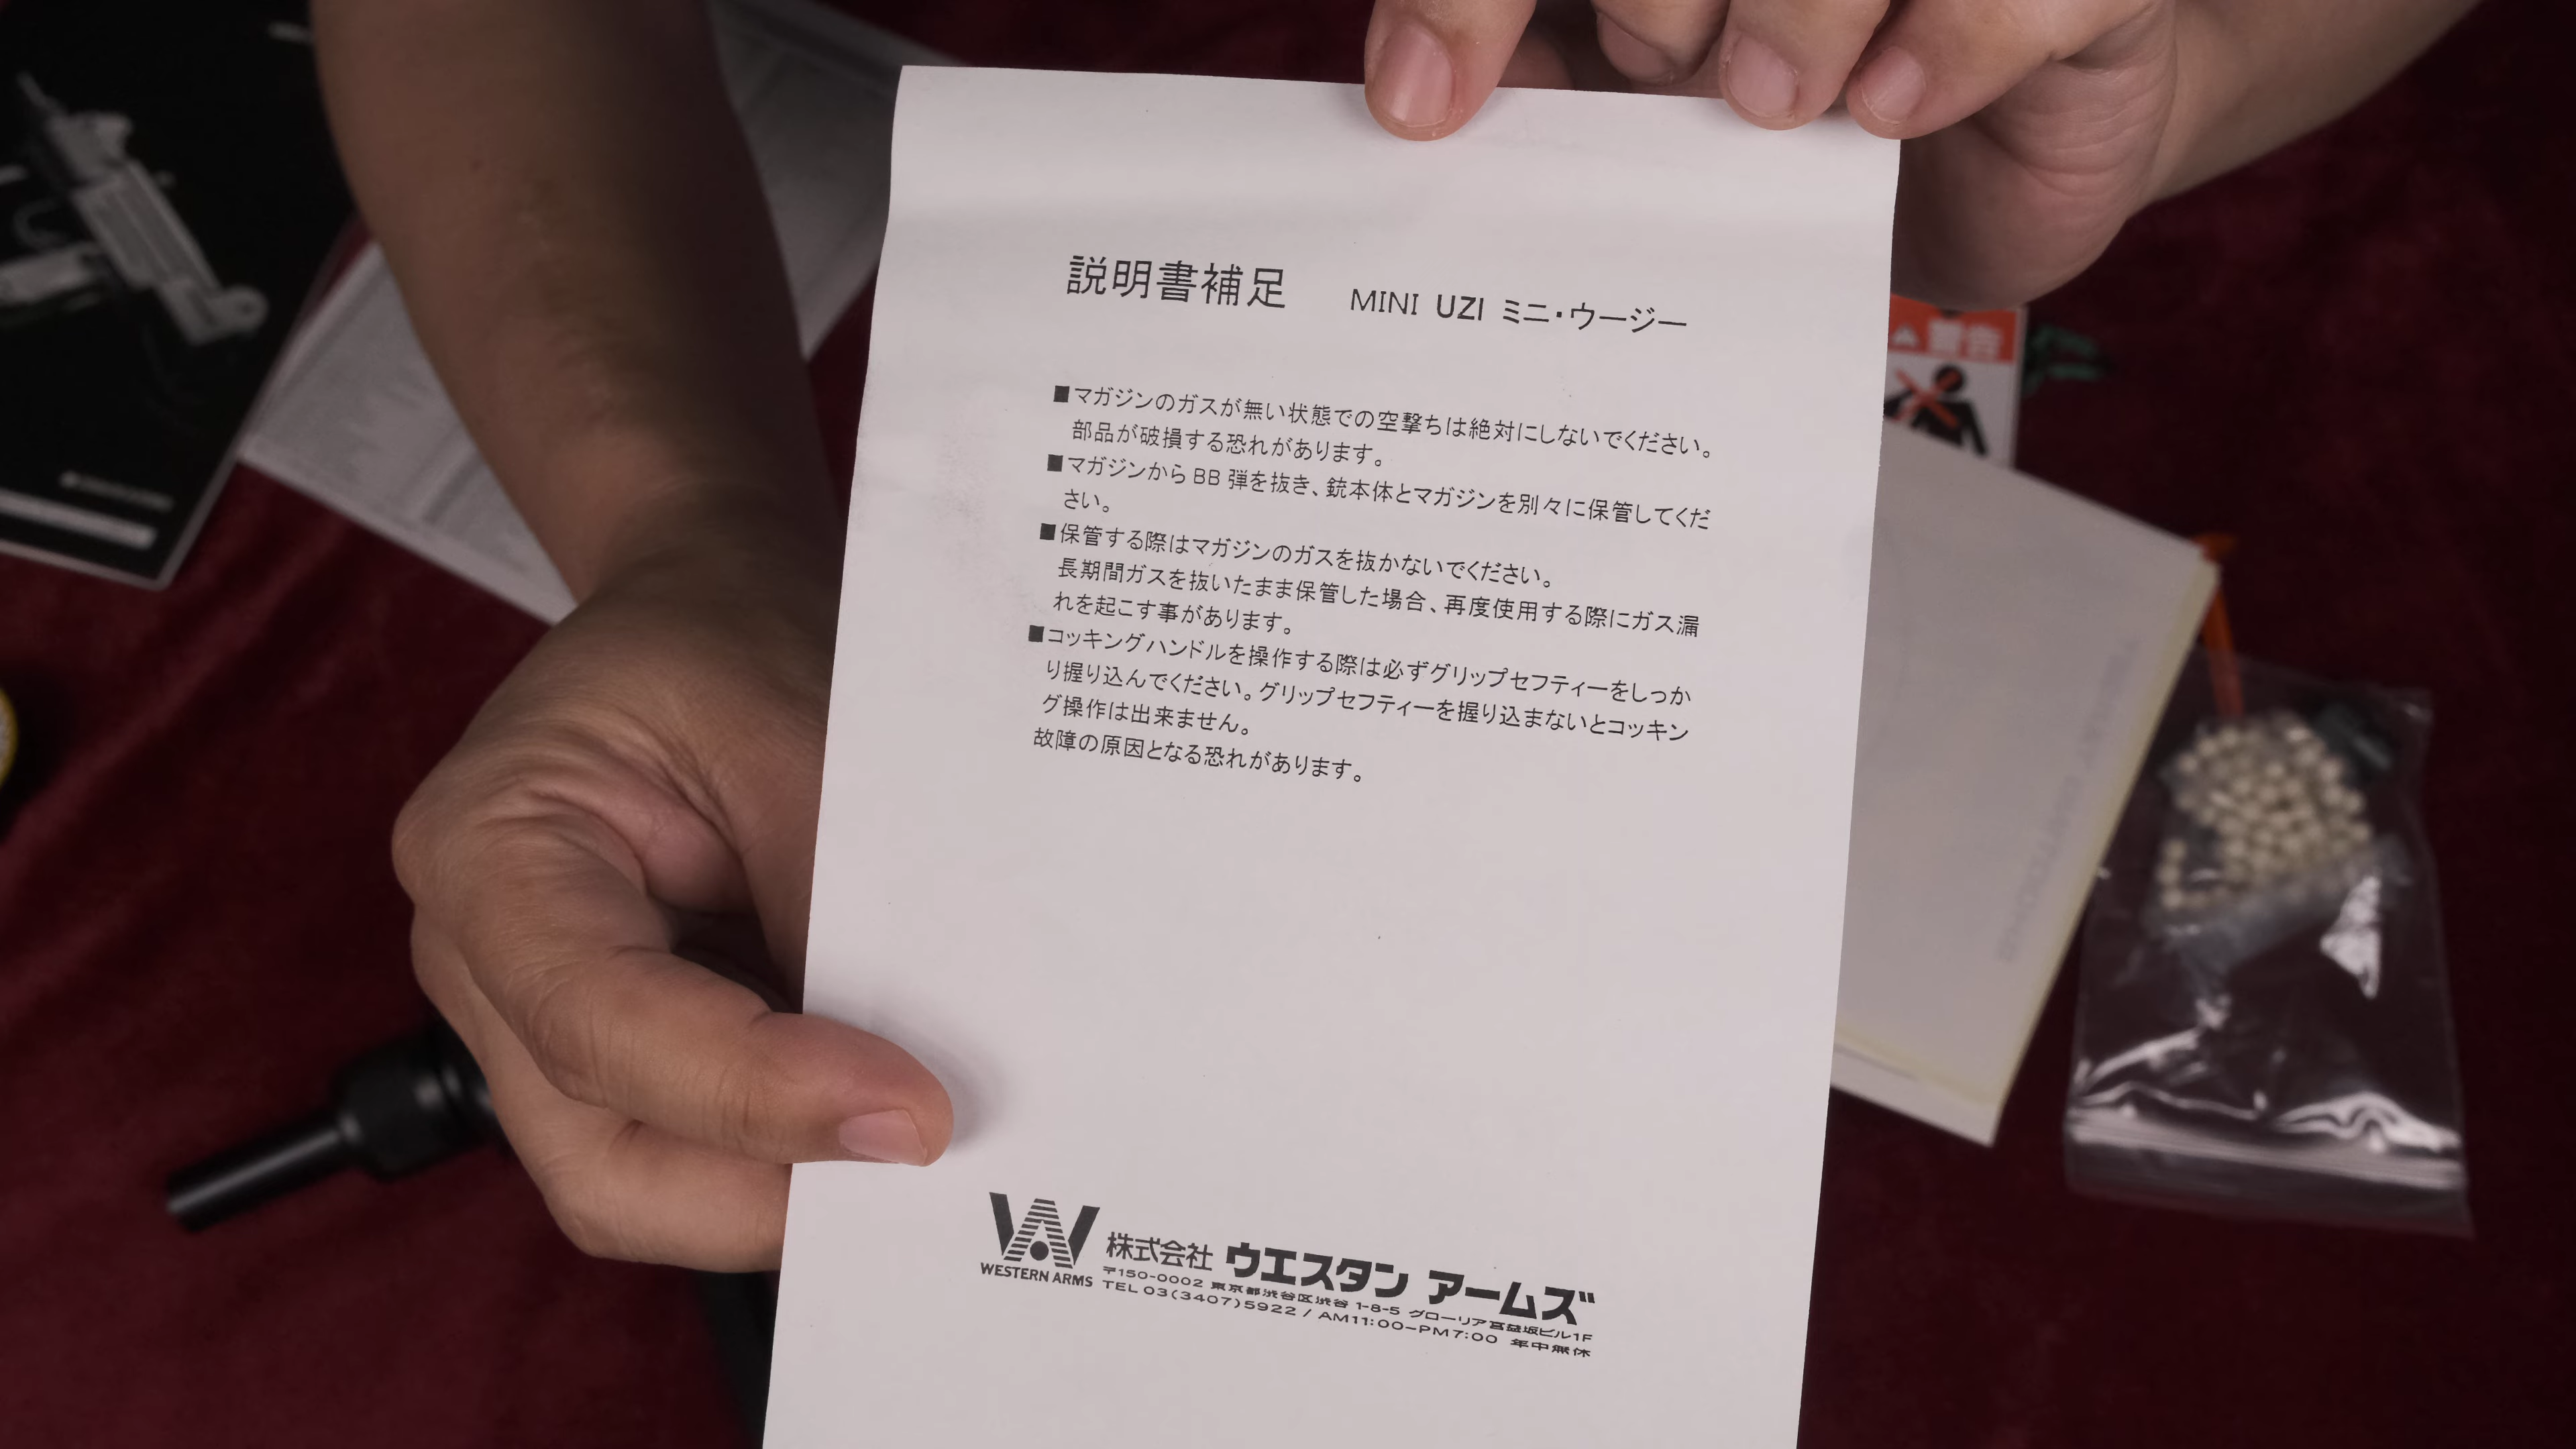 説明書補足 MINI UZI ミニ・ウージー
■マガジンのガスが無い状態での空撃ちは絶対にしないでください。
部品が破損する恐れがあります。
■マガジンから BB 弾を抜き、銃本体とマガジンを別々に保管してくだ
さい。
■保管する際はマガジンのガスを抜かないでください。
長期間ガスを抜いたまま保管した場合、再度使用する際にガス漏
れを起こす事があります。
■コッキングハンドルを操作する際は必ずグリップセフティーをしっか
り握り込んでください。グリップセフティーを握り込まないとコッキン
グ操作は出来ません。
故障の原因となる恐れがあります。
WESTERN ARMS
株式会社 ウエスタン アームズ
〒150-0002 東京都渋谷区渋谷 1-8-5 グローリア宮益坂ビル1F
TEL 03(3407)5922 / AM11:00-PM7:00 年中無休
警告